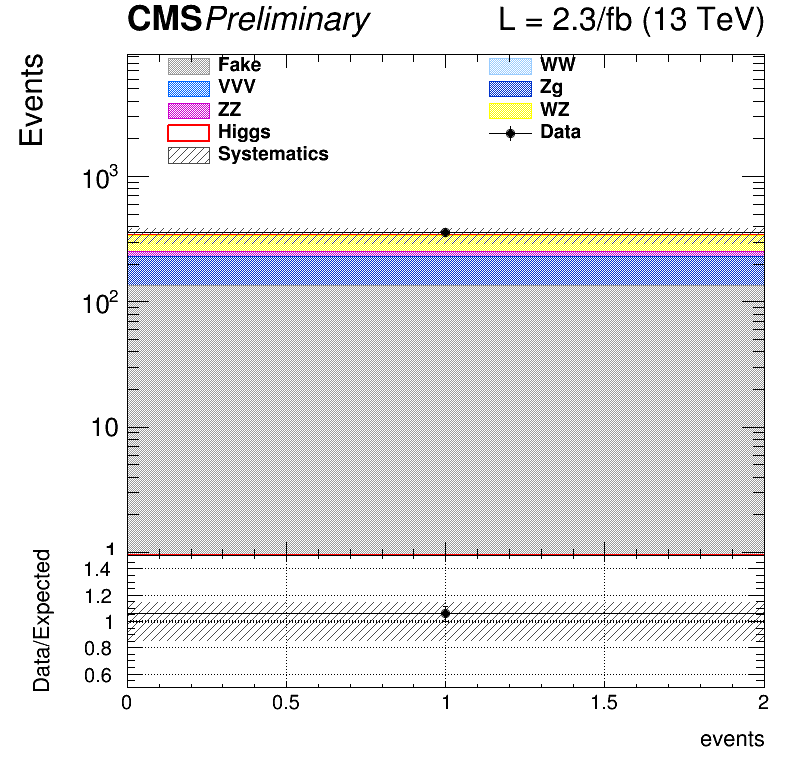 CMSPreliminary L = 2.3/fb (13 TeV)
Events
Fake WW
VVV Zg
ZZ WZ
Higgs Data
Systematics
10³
10²
10
1
Data/Expected
1.4
1.2
1
0.8
0.6
0 0.5 1 1.5 2
events